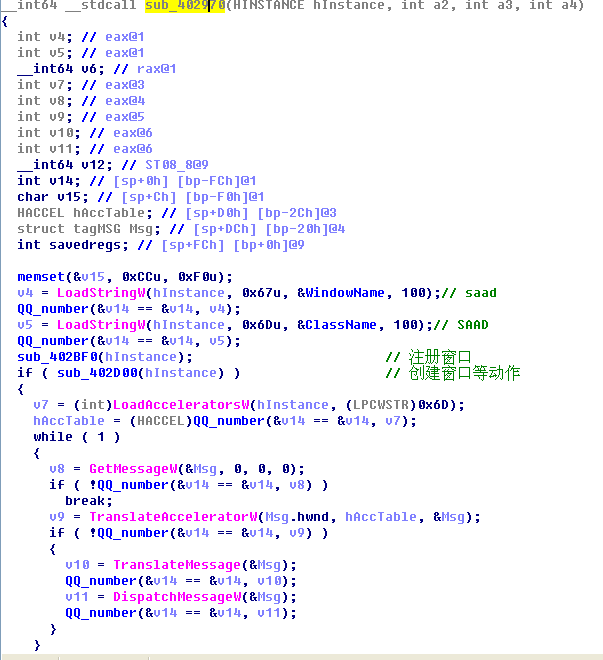 __int64 __stdcall sub_402970(HINSTANCE hInstance, int a2, int a3, int a4)
{
  int v4; // eax@1
  int v5; // eax@1
  __int64 v6; // rax@1
  int v7; // eax@3
  int v8; // eax@4
  int v9; // eax@5
  int v10; // eax@6
  int v11; // eax@6
  __int64 v12; // ST08_8@9
  int v14; // [sp+0h] [bp-FCh]@1
  char v15; // [sp+Ch] [bp-F0h]@1
  HACCEL hAccTable; // [sp+D0h] [bp-2Ch]@3
  struct tagMSG Msg; // [sp+DCh] [bp-20h]@4
  int savedregs; // [sp+FCh] [bp+0h]@9
  memset(&v15, 0xCCu, 0xF0u);
  v4 = LoadStringW(hInstance, 0x67u, &WindowName, 100);// saad
  QQ_number(&v14 == &v14, v4);
  v5 = LoadStringW(hInstance, 0x6Du, &ClassName, 100);// SAAD
  QQ_number(&v14 == &v14, v5);
  sub_402BF0(hInstance); // 注册窗口
  if ( sub_402D00(hInstance) ) // 创建窗口等动作
  {
    v7 = (int)LoadAcceleratorsW(hInstance, (LPCWSTR)0x6D);
    hAccTable = (HACCEL)QQ_number(&v14 == &v14, v7);
    while ( 1 )
    {
      v8 = GetMessageW(&Msg, 0, 0, 0);
      if ( !QQ_number(&v14 == &v14, v8) )
        break;
      v9 = TranslateAcceleratorW(Msg.hwnd, hAccTable, &Msg);
      if ( !QQ_number(&v14 == &v14, v9) )
      {
        v10 = TranslateMessage(&Msg);
        QQ_number(&v14 == &v14, v10);
        v11 = DispatchMessageW(&Msg);
        QQ_number(&v14 == &v14, v11);
      }
    }